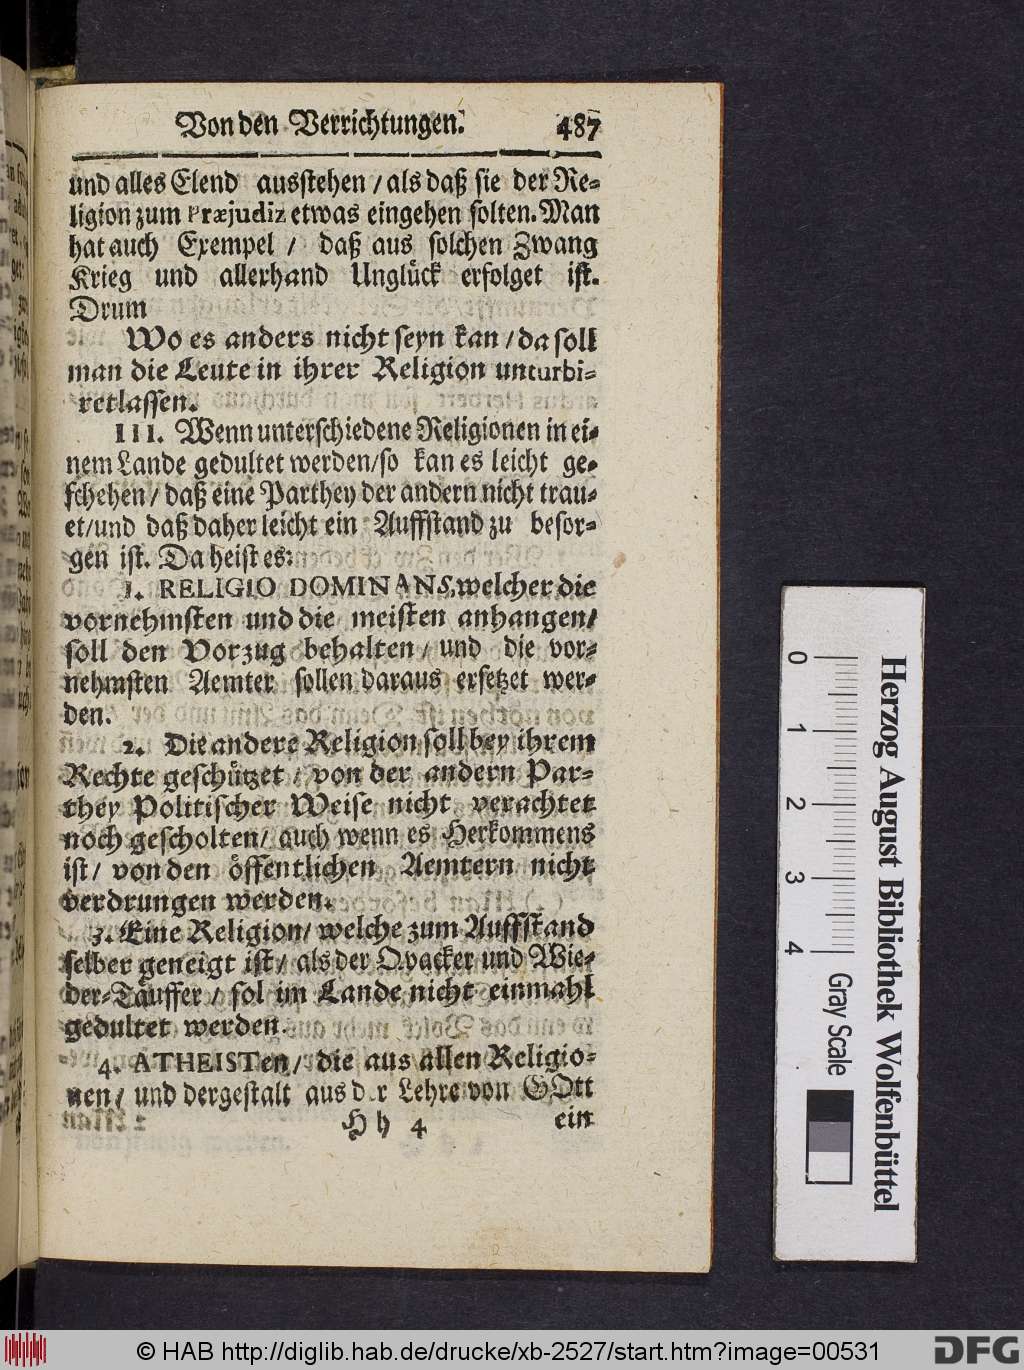 Von den Verrichtungen. 487
und alles Elend ausstehen / als daß sie der Re-
ligion zum Præjudiz etwas eingehen solten. Man
hat auch Exempel / daß aus solchen Zwang
Krieg und allerhand Unglück erfolget ist.
Drum
Wo es anders nicht seyn kan / da soll
man die Leute in ihrer Religion unturbi-
ret lassen.
III. Wenn unterschiedene Religionen in ei-
nem Lande gedultet werden/so kan es leicht ge-
schehen / daß eine Parthey der andern nicht trau-
et/und daß daher leicht ein Auffstand zu besor-
gen ist. Da heist es:
1. RELIGIO DOMINANS, welcher die
vornehmsten und die meisten anhangen/
soll den Vorzug behalten / und die vor-
nehmsten Aemter sollen daraus ersetzet wer-
den.
2. Die andere Religion soll bey ihrem
Rechte geschützet / von der andern Par-
they Politischer Weise nicht verachtet
noch gescholten/ auch wenn es Herkommens
ist/ von den öffentlichen Aemtern nicht
verdrungen werden.
3. Eine Religion/ welche zum Auffstand
selber geneigt ist/ als der Qvacker und Wie-
der-Täuffer / sol im Lande nicht einmahl
gedultet werden.
4. ATHEISTen/ die aus allen Religio-
nen/ und dergestalt aus der Lehre von GOtt
Hh 4 ein
0 1 2 3 4
Gray Scale
Herzog August Bibliothek Wolfenbüttel
© HAB http://diglib.hab.de/drucke/xb-2527/start.htm?image=00531
DFG